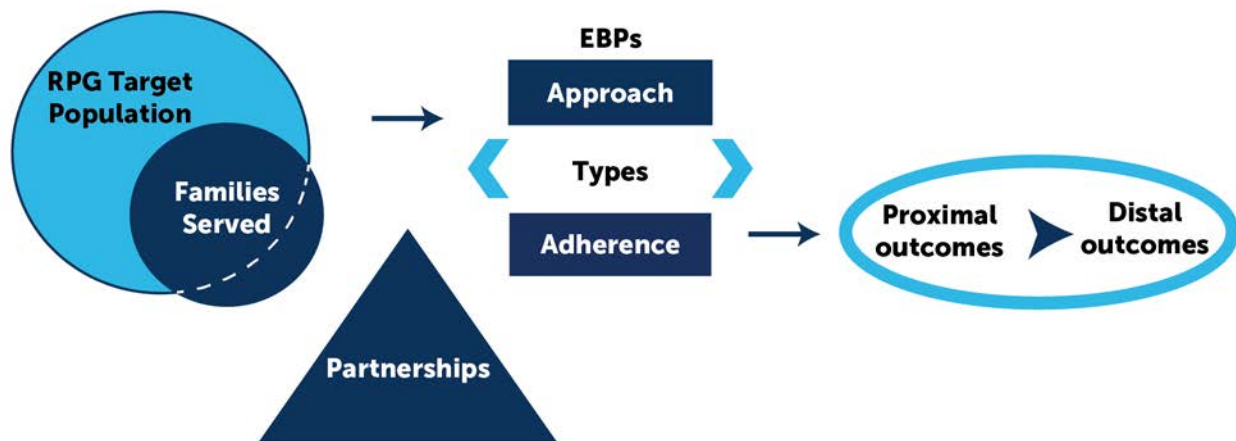 RPG Target
Population
Families
Served
Partnerships
EBPs
Approach
Types
Adherence
Proximal
outcomes
Distal
outcomes